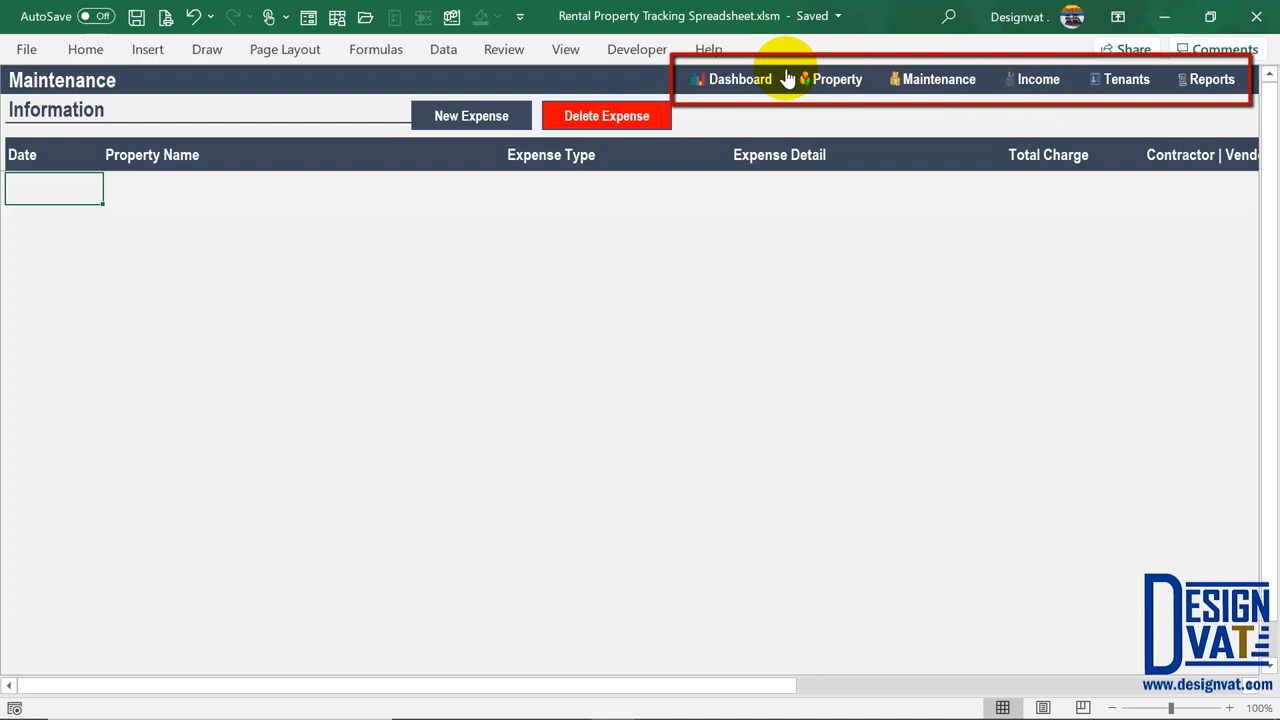 AutoSave Off Rental Property Tracking Spreadsheet.xlsm - Saved Designvat .
File Home Insert Draw Page Layout Formulas Data Review View Developer Help Share Comments
Maintenance Dashboard Property Maintenance Income Tenants Reports
Information New Expense Delete Expense
Date Property Name Expense Type Expense Detail Total Charge Contractor | Vend
DESIGN
VAT
www.designvat.com
100%